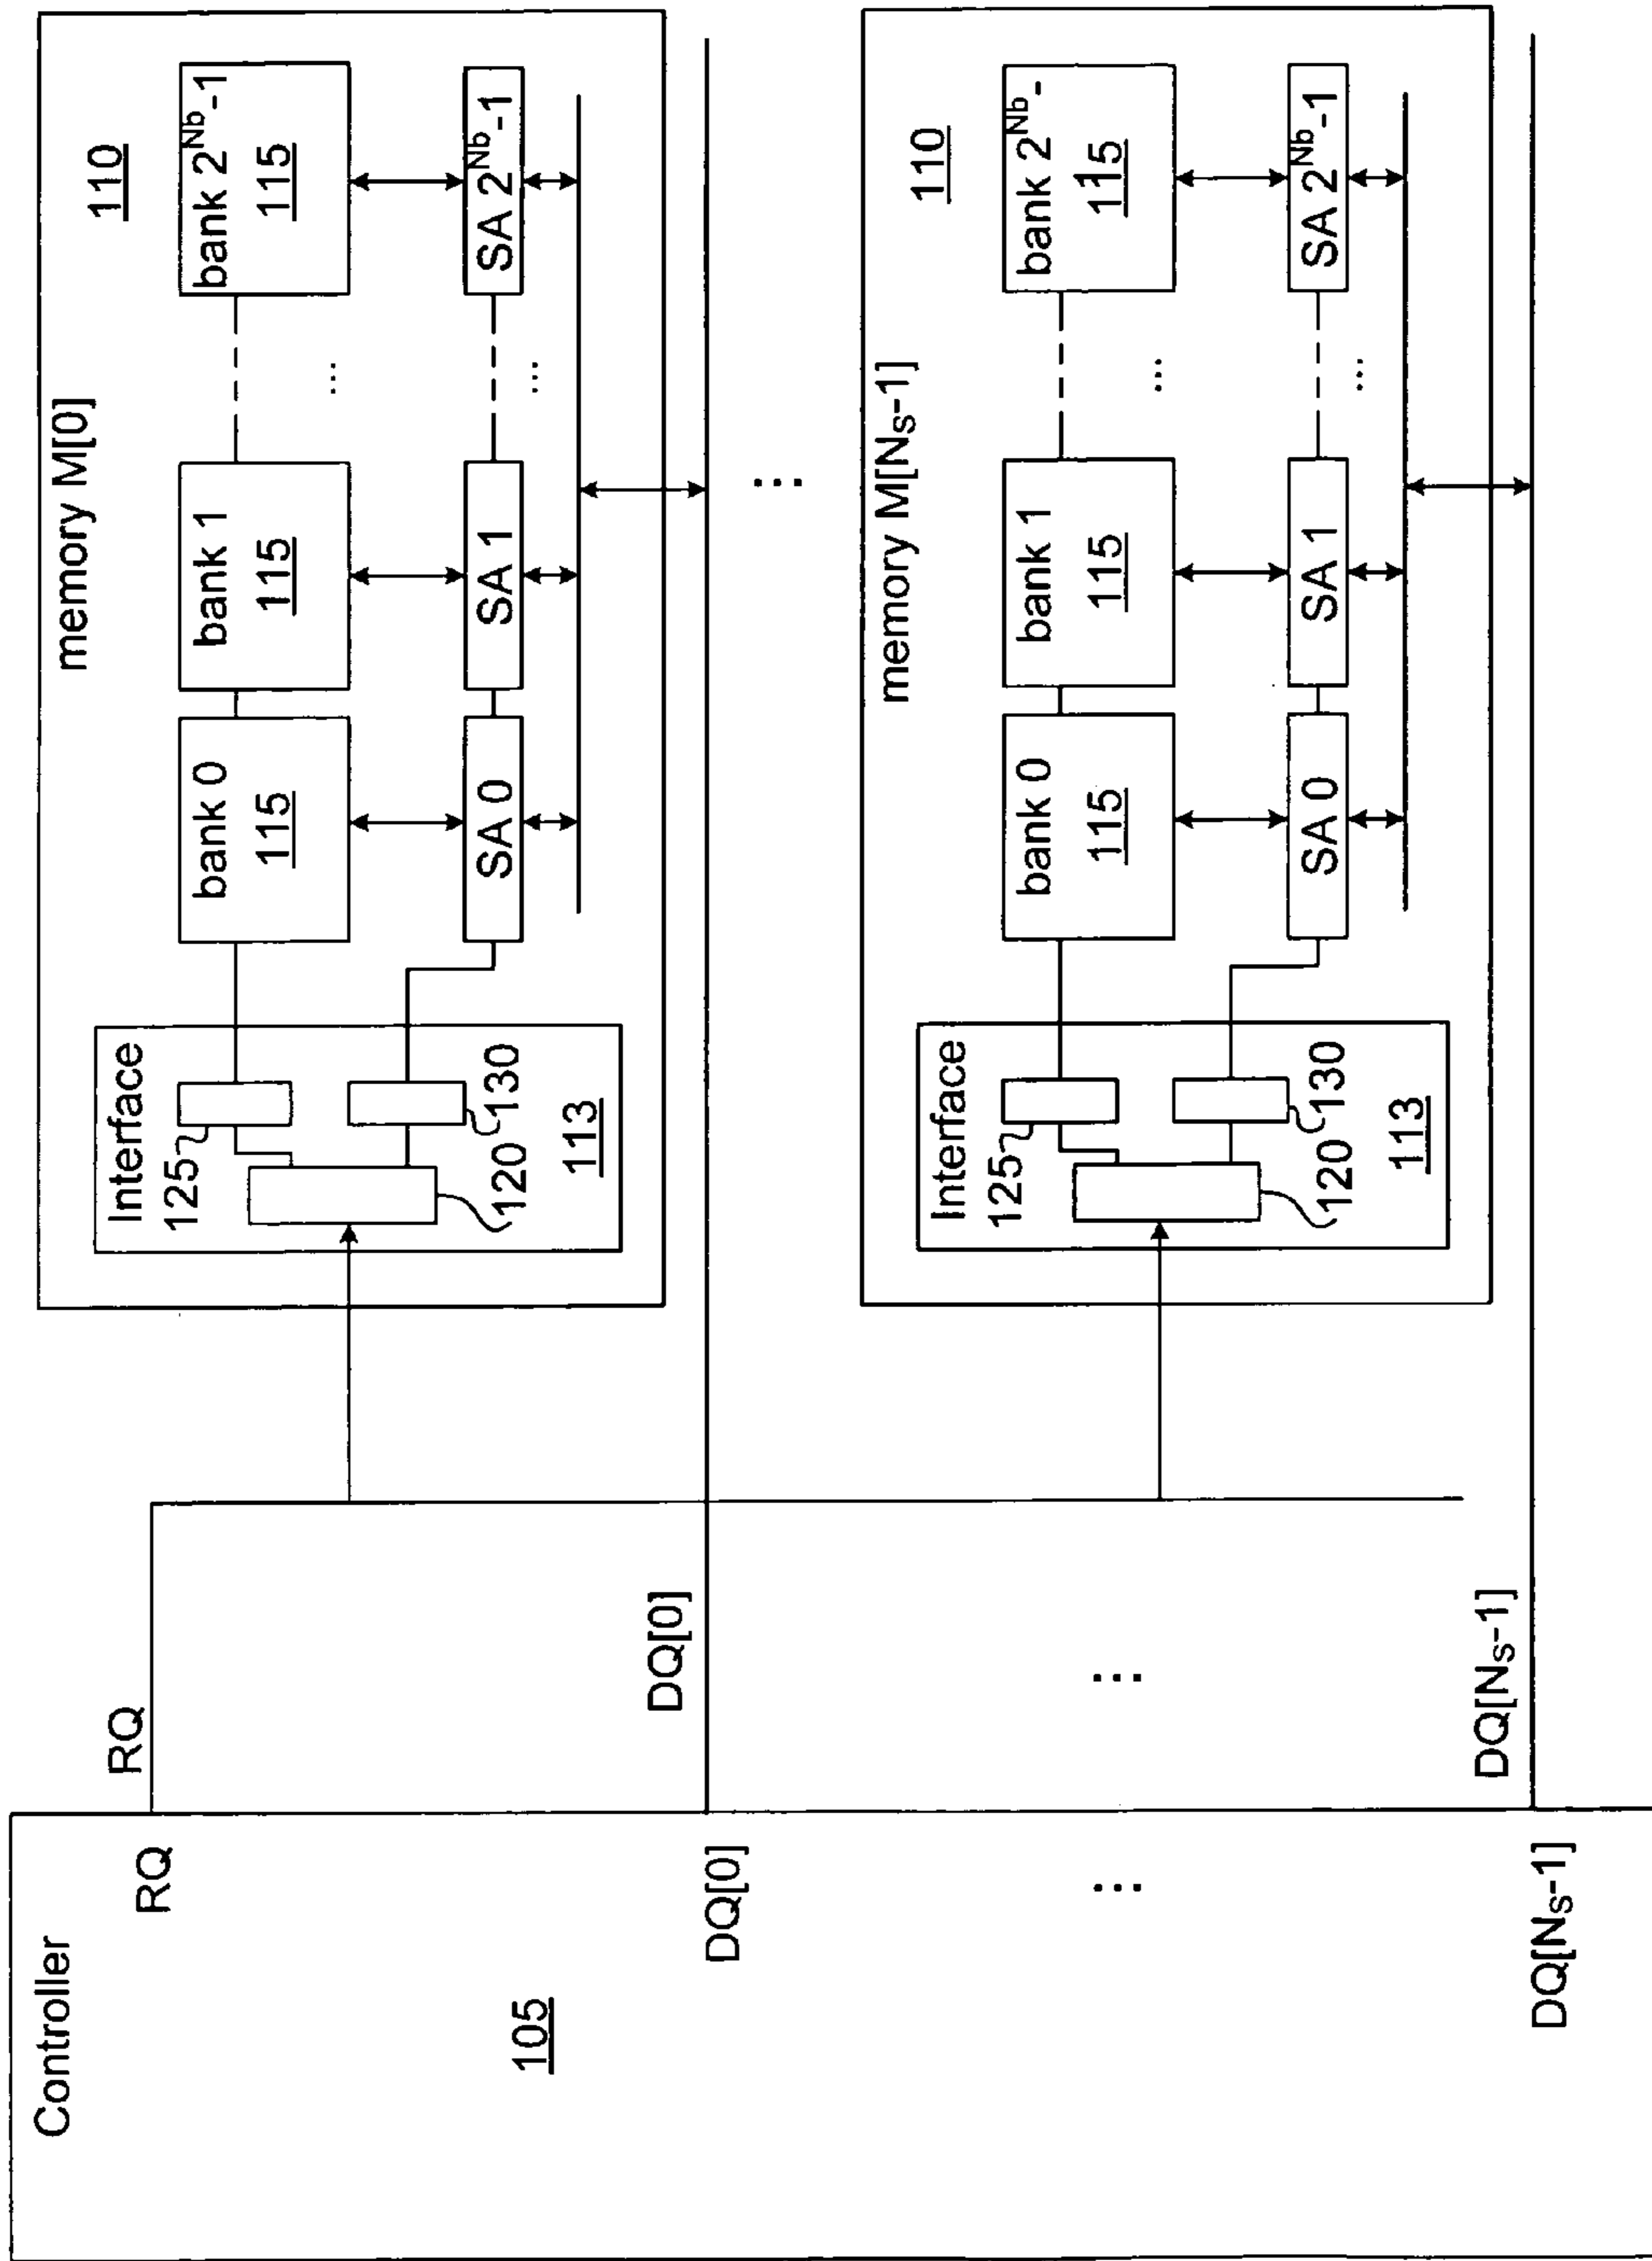 Controller
105
RQ
DQ[0]
...
DQ[Ns-1]
RQ
DQ[0]
...
DQ[Ns-1]
memory M[0]
110
Interface
125
130
120
113
bank 0
115
bank 1
115
...
bank 2^Nb-1
115
SA 0
SA 1
...
SA 2^Nb-1
...
memory M[Ns-1]
110
Interface
125
130
120
113
bank 0
115
bank 1
115
...
bank 2^Nb-
115
SA 0
SA 1
...
SA 2^Nb-1